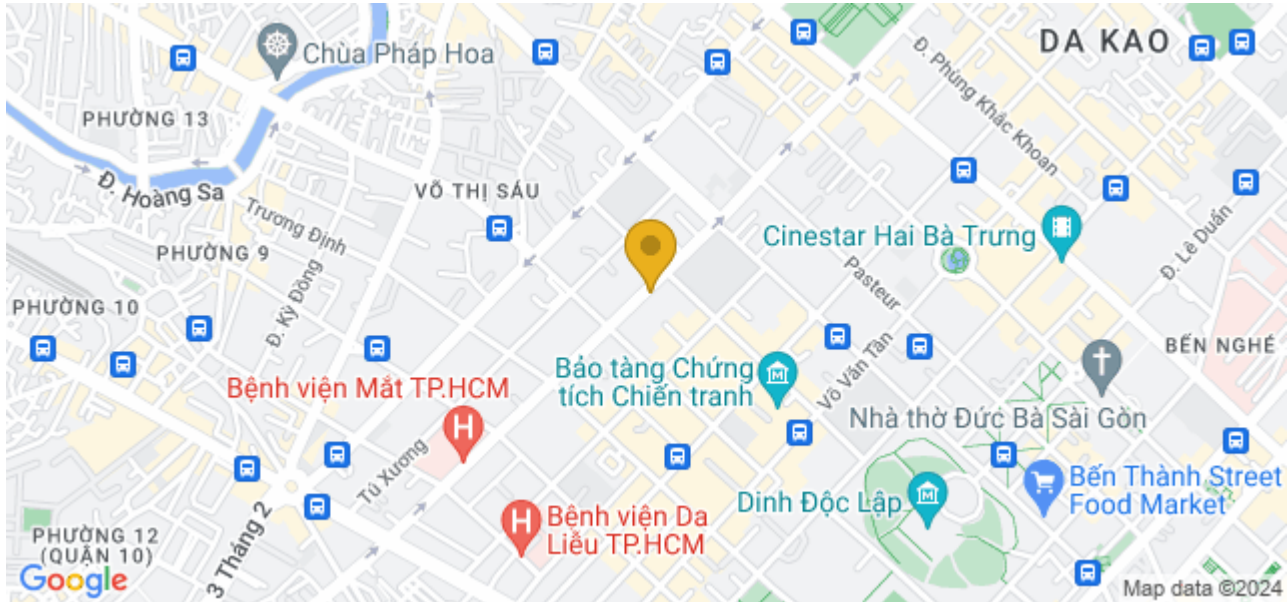 DA KAO
Chùa Pháp Hoa
Đ. Phùng Khắc Khoan
PHƯỜNG 13
Đ. Hoàng Sa
VÕ THỊ SÁU
Trương Định
Đ. Lê Duẩn
Cinestar Hai Bà Trưng
PHƯỜNG 9
Pasteur
Đ. Kỳ Đồng
PHƯỜNG 10
BẾN NGHÉ
Võ Văn Tần
Bảo tàng Chứng
tích Chiến tranh
Bệnh viện Mắt TP.HCM
Nhà thờ Đức Bà Sài Gòn
Tú Xương
Bến Thành Street
Food Market
Dinh Độc Lập
Bệnh viện Da
Liễu TP.HCM
3 Tháng 2
PHƯỜNG 12
(QUẬN 10)
Google
Map data ©2024